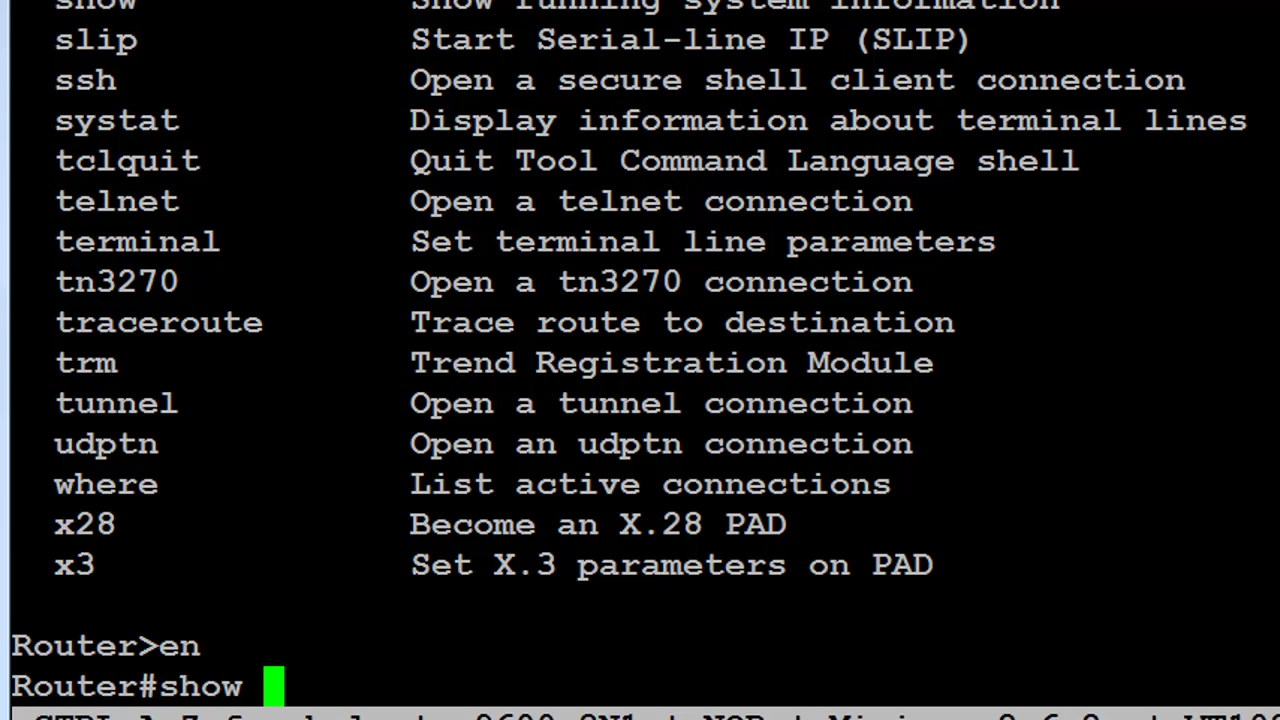 show Show running system information
slip Start Serial-line IP (SLIP)
ssh Open a secure shell client connection
systat Display information about terminal lines
tclquit Quit Tool Command Language shell
telnet Open a telnet connection
terminal Set terminal line parameters
tn3270 Open a tn3270 connection
traceroute Trace route to destination
trm Trend Registration Module
tunnel Open a tunnel connection
udptn Open an udptn connection
where List active connections
x28 Become an X.28 PAD
x3 Set X.3 parameters on PAD
Router>en
Router#show